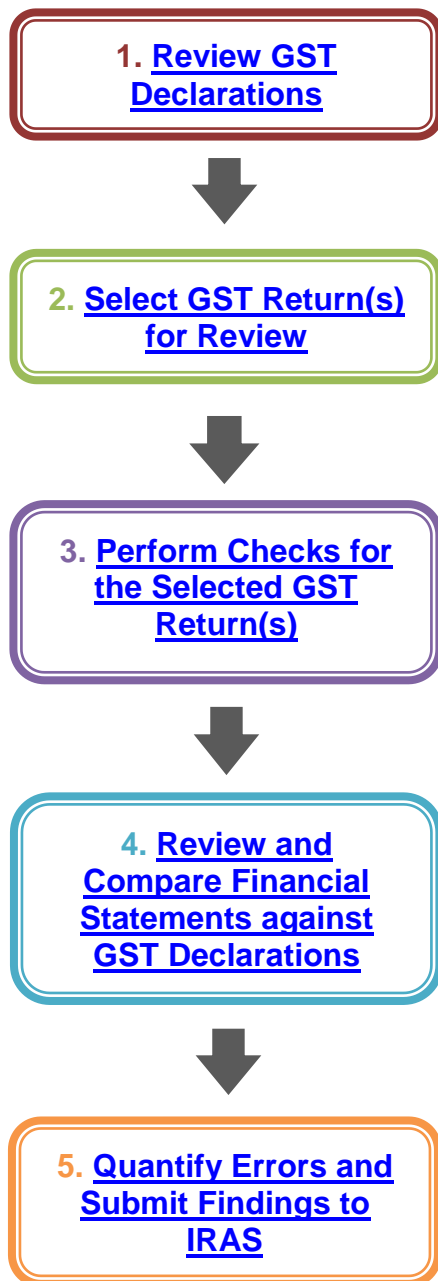 1. Review GST
Declarations
2. Select GST Return(s)
for Review
3. Perform Checks for
the Selected GST
Return(s)
4. Review and
Compare Financial
Statements against
GST Declarations
5. Quantify Errors and
Submit Findings to
IRAS